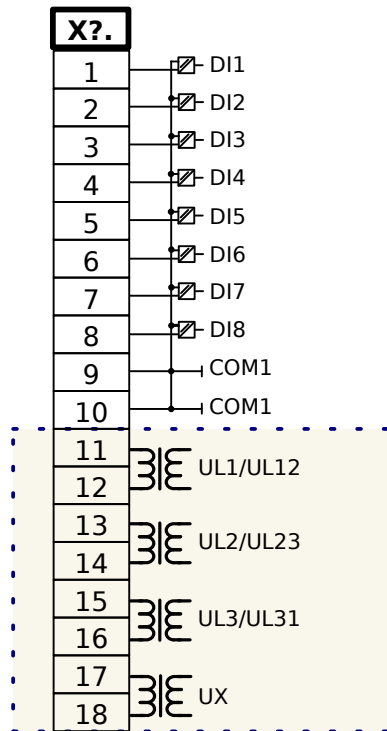 X?.
1 DI1
2 DI2
3 DI3
4 DI4
5 DI5
6 DI6
7 DI7
8 DI8
9 COM1
10 COM1
11
UL1/UL12
12
13
UL2/UL23
14
15
UL3/UL31
16
17
UX
18